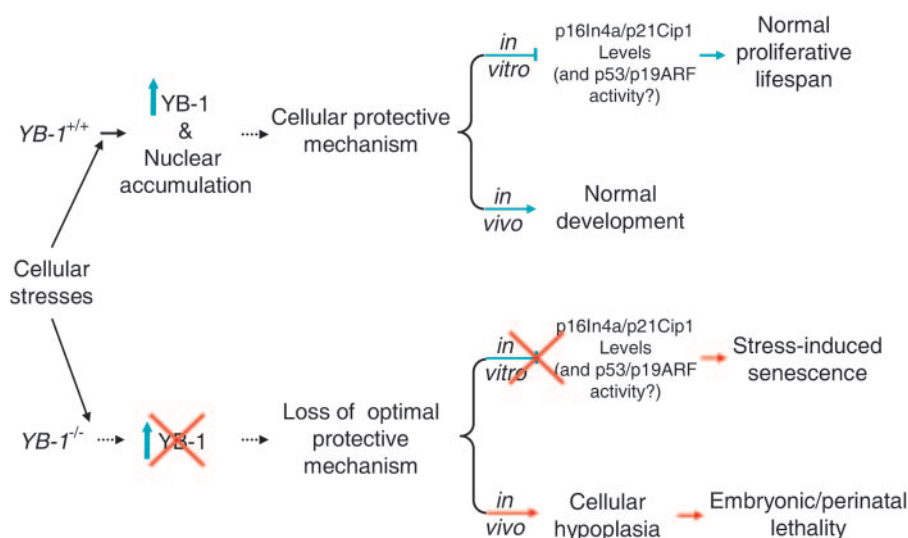 YB-1+/+
YB-1
&
Nuclear
accumulation
Cellular protective
mechanism
in
vitro
p16In4a/p21Cip1
Levels
(and p53/p19ARF
activity?)
Normal
proliferative
lifespan
in
vivo
Normal
development
Cellular
stresses
YB-1-/-
YB-1
Loss of optimal
protective
mechanism
in
vitro
p16In4a/p21Cip1
Levels
(and p53/p19ARF
activity?)
Stress-induced
senescence
in
vivo
Cellular
hypoplasia
Embryonic/perinatal
lethality